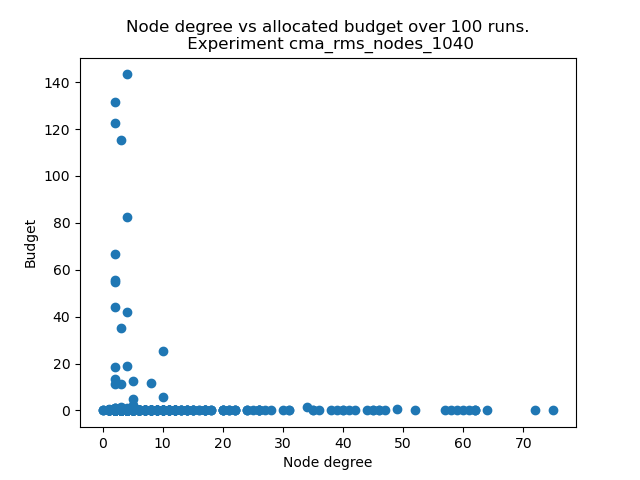 Node degree vs allocated budget over 100 runs.
Experiment cma_rms_nodes_1040
140
120
100
80
60
40
20
0
Budget
0 10 20 30 40 50 60 70
Node degree